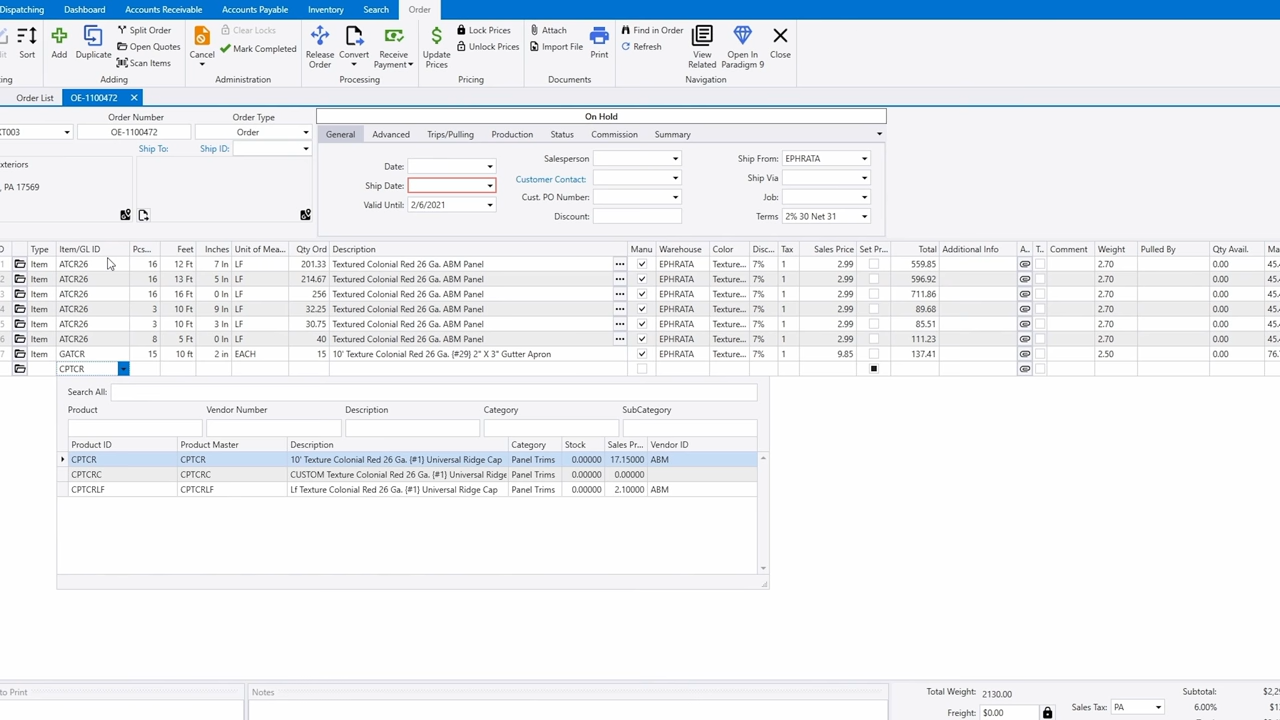 Dispatching Dashboard Accounts Receivable Accounts Payable Inventory Search Order
Sort Add Duplicate Split Order Open Quotes Scan Items Adding
Cancel Clear Locks Mark Completed Administration
Release Order Convert Receive Payment Processing
Update Prices Lock Prices Unlock Prices Pricing
Attach Import File Print Documents
Find in Order Refresh View Related Open In Paradigm 9 Close Navigation
Order List OE-1100472
Order Number Order Type On Hold
XT003 OE-1100472 Order
General Advanced Trips/Pulling Production Status Commission Summary
Ship To: Ship ID:
xteriors
, PA 17569
Date: Salesperson Ship From: EPHRATA
Ship Date: Customer Contact: Ship Via
Valid Until: 2/6/2021 Cust. PO Number: Job:
Discount: Terms 2% 30 Net 31
Type Item/GL ID Pcs... Feet Inches Unit of Mea... Qty Ord Description Manu Warehouse Color Disc... Tax Sales Price Set Pr... Total Additional Info A.. T.. Comment Weight Pulled By Qty Avail.
Item ATCR26 16 12 Ft 7 In LF 201.33 Textured Colonial Red 26 Ga. ABM Panel ... EPHRATA Texture... 7% 1 2.99 559.85 2.70 0.00
Item ATCR26 16 13 Ft 5 In LF 214.67 Textured Colonial Red 26 Ga. ABM Panel ... EPHRATA Texture... 7% 1 2.99 596.92 2.70 0.00
Item ATCR26 16 16 Ft 0 In LF 256 Textured Colonial Red 26 Ga. ABM Panel ... EPHRATA Texture... 7% 1 2.99 711.86 2.70 0.00
Item ATCR26 3 10 Ft 9 In LF 32.25 Textured Colonial Red 26 Ga. ABM Panel ... EPHRATA Texture... 7% 1 2.99 89.68 2.70 0.00
Item ATCR26 3 10 Ft 3 In LF 30.75 Textured Colonial Red 26 Ga. ABM Panel ... EPHRATA Texture... 7% 1 2.99 85.51 2.70 0.00
Item ATCR26 8 5 Ft 0 In LF 40 Textured Colonial Red 26 Ga. ABM Panel ... EPHRATA Texture... 7% 1 2.99 111.23 2.70 0.00
7 Item GATCR 15 10 ft 2 in EACH 15 10' Texture Colonial Red 26 Ga. {#29} 2" X 3" Gutter Apron EPHRATA Texture... 7% 1 9.85 137.41 2.50 0.00
CPTCR
Search All:
Product Vendor Number Description Category SubCategory
Product ID Product Master Description Category Stock Sales Pr... Vendor ID
CPTCR CPTCR 10' Texture Colonial Red 26 Ga. {#1} Universal Ridge Cap Panel Trims 0.00000 17.15000 ABM
CPTCRC CPTCRC CUSTOM Texture Colonial Red 26 Ga. {#1} Universal Ridge Panel Trims 0.00000 0.00000
CPTCRLF CPTCRLF Lf Texture Colonial Red 26 Ga. {#1} Universal Ridge Cap Panel Trims 0.00000 2.10000 ABM
to Print Notes Total Weight: 2130.00 Subtotal:
Freight: $0.00 Sales Tax: PA 6.00%